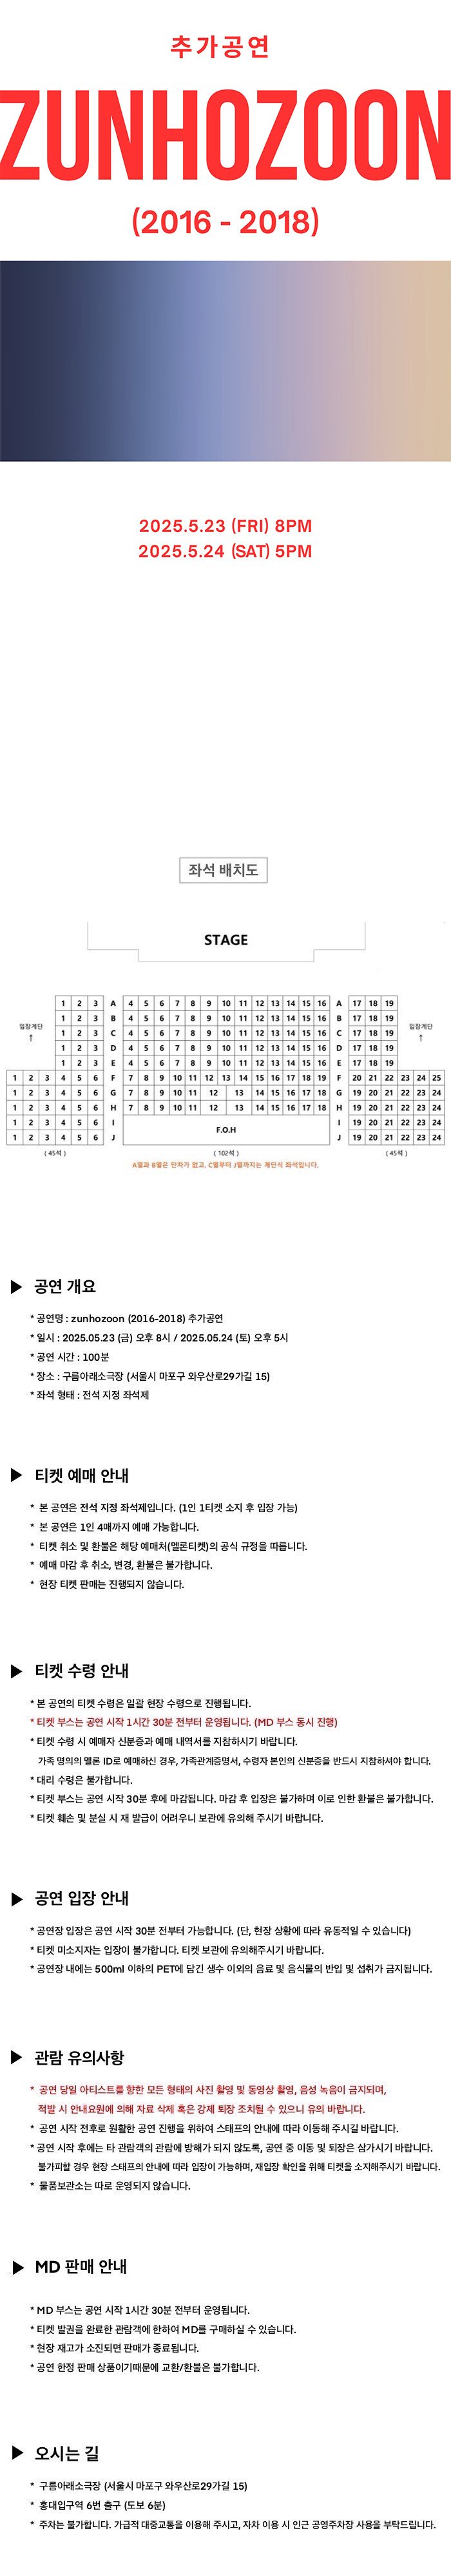 추가공연
ZUNHOZOON
(2016 - 2018)
2025.5.23 (FRI) 8PM
2025.5.24 (SAT) 5PM
좌석 배치도
STAGE
1 2 3 A 4 5 6 7 8 9 10 11 12 13 14 15 16 A 17 18 19
1 2 3 B 4 5 6 7 8 9 10 11 12 13 14 15 16 B 17 18 19
입장계단 1 2 3 C 4 5 6 7 8 9 10 11 12 13 14 15 16 C 17 18 19 입장계단
↑ 1 2 3 D 4 5 6 7 8 9 10 11 12 13 14 15 16 D 17 18 19 ↑
1 2 3 E 4 5 6 7 8 9 10 11 12 13 14 15 16 E 17 18 19
1 2 3 4 5 6 F 7 8 9 10 11 12 13 14 15 16 17 18 19 F 20 21 22 23 24 25
1 2 3 4 5 6 G 7 8 9 10 11 12 13 14 15 16 17 18 G 19 20 21 22 23 24
1 2 3 4 5 6 H 7 8 9 10 11 12 13 14 15 16 17 18 H 19 20 21 22 23 24
1 2 3 4 5 6 I F.O.H I 19 20 21 22 23 24
1 2 3 4 5 6 J J 19 20 21 22 23 24
( 45석 ) ( 102석 ) ( 45석 )
A열과 B열은 단차가 없고, C열부터 J열까지는 계단식 좌석입니다.
▶ 공연 개요
* 공연명 : zunhozoon (2016-2018) 추가공연
* 일시 : 2025.05.23 (금) 오후 8시 / 2025.05.24 (토) 오후 5시
* 공연 시간 : 100분
* 장소 : 구름아래소극장 (서울시 마포구 와우산로29가길 15)
* 좌석 형태 : 전석 지정 좌석제
▶ 티켓 예매 안내
* 본 공연은 전석 지정 좌석제입니다. (1인 1티켓 소지 후 입장 가능)
* 본 공연은 1인 4매까지 예매 가능합니다.
* 티켓 취소 및 환불은 해당 예매처(멜론티켓)의 공식 규정을 따릅니다.
* 예매 마감 후 취소, 변경, 환불은 불가합니다.
* 현장 티켓 판매는 진행되지 않습니다.
▶ 티켓 수령 안내
* 본 공연의 티켓 수령은 일괄 현장 수령으로 진행됩니다.
* 티켓 부스는 공연 시작 1시간 30분 전부터 운영됩니다. (MD 부스 동시 진행)
* 티켓 수령 시 예매자 신분증과 예매 내역서를 지참하시기 바랍니다.
가족 명의의 멜론 ID로 예매하신 경우, 가족관계증명서, 수령자 본인의 신분증을 반드시 지참하셔야 합니다.
* 대리 수령은 불가합니다.
* 티켓 부스는 공연 시작 30분 후에 마감됩니다. 마감 후 입장은 불가하며 이로 인한 환불은 불가합니다.
* 티켓 훼손 및 분실 시 재 발급이 어려우니 보관에 유의해 주시기 바랍니다.
▶ 공연 입장 안내
* 공연장 입장은 공연 시작 30분 전부터 가능합니다. (단, 현장 상황에 따라 유동적일 수 있습니다)
* 티켓 미소지자는 입장이 불가합니다. 티켓 보관에 유의해주시기 바랍니다.
* 공연장 내에는 500ml 이하의 PET에 담긴 생수 이외의 음료 및 음식물의 반입 및 섭취가 금지됩니다.
▶ 관람 유의사항
* 공연 당일 아티스트를 향한 모든 형태의 사진 촬영 및 동영상 촬영, 음성 녹음이 금지되며,
적발 시 안내요원에 의해 자료 삭제 혹은 강제 퇴장 조치될 수 있으니 유의 바랍니다.
* 공연 시작 전후로 원활한 공연 진행을 위하여 스태프의 안내에 따라 이동해 주시길 바랍니다.
* 공연 시작 후에는 타 관람객의 관람에 방해가 되지 않도록, 공연 중 이동 및 퇴장은 삼가시기 바랍니다.
불가피할 경우 현장 스태프의 안내에 따라 입장이 가능하며, 재입장 확인을 위해 티켓을 소지해주시기 바랍니다.
* 물품보관소는 따로 운영되지 않습니다.
▶ MD 판매 안내
* MD 부스는 공연 시작 1시간 30분 전부터 운영됩니다.
* 티켓 발권을 완료한 관람객에 한하여 MD를 구매하실 수 있습니다.
* 현장 재고가 소진되면 판매가 종료됩니다.
* 공연 한정 판매 상품이기때문에 교환/환불은 불가합니다.
▶ 오시는 길
* 구름아래소극장 (서울시 마포구 와우산로29가길 15)
* 홍대입구역 6번 출구 (도보 6분)
* 주차는 불가합니다. 가급적 대중교통을 이용해 주시고, 자차 이용 시 인근 공영주차장 사용을 부탁드립니다.